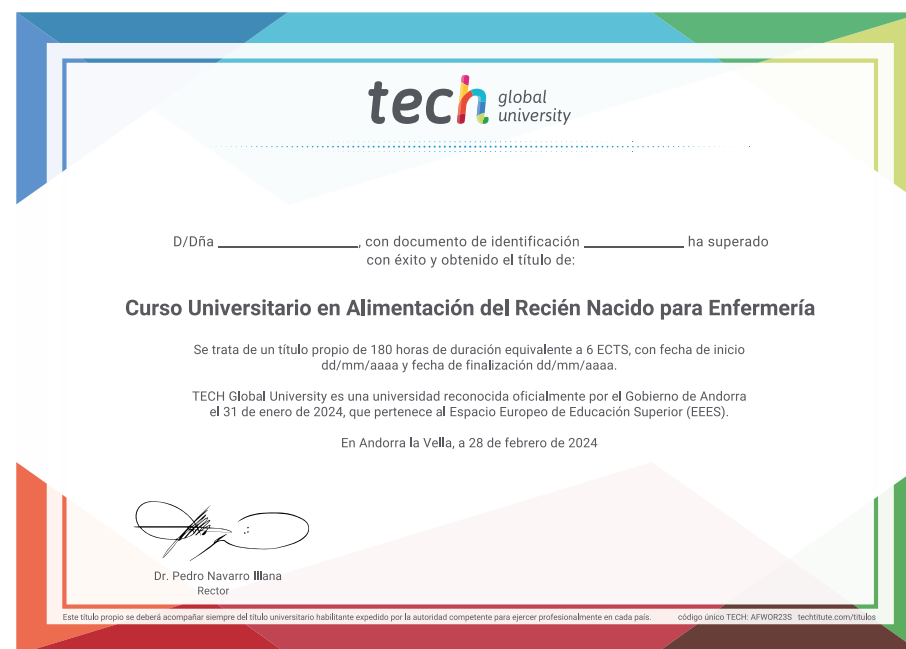 tech global university
D/Dña ____________, con documento de identificación ____________ ha superado
con éxito y obtenido el título de:
Curso Universitario en Alimentación del Recién Nacido para Enfermería
Se trata de un título propio de 180 horas de duración equivalente a 6 ECTS, con fecha de inicio
dd/mm/aaaa y fecha de finalización dd/mm/aaaa.
TECH Global University es una universidad reconocida oficialmente por el Gobierno de Andorra
el 31 de enero de 2024, que pertenece al Espacio Europeo de Educación Superior (EEES).
En Andorra la Vella, a 28 de febrero de 2024
Dr. Pedro Navarro Illana
Rector
Este título propio se deberá acompañar siempre del título universitario habilitante expedido por la autoridad competente para ejercer profesionalmente en cada país. código único TECH: AFWOR23S techtitute.com/titulos